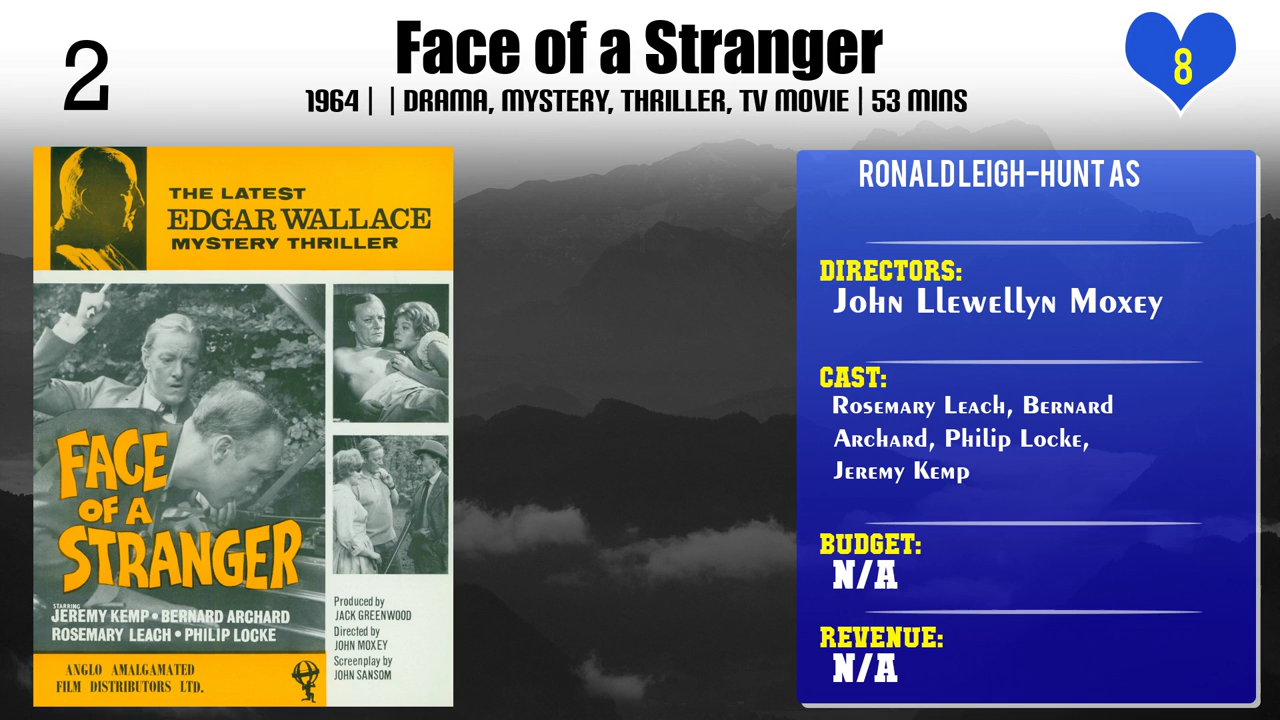 2
Face of a Stranger
1964 | | DRAMA, MYSTERY, THRILLER, TV MOVIE | 53 MINS
8
THE LATEST
EDGAR WALLACE
MYSTERY THRILLER
FACE
OF A
STRANGER
STARRING
JEREMY KEMP • BERNARD ARCHARD
ROSEMARY LEACH • PHILIP LOCKE
ANGLO AMALGAMATED
FILM DISTRIBUTORS LTD.
Produced by
JACK GREENWOOD
Directed by
JOHN MOXEY
Screenplay by
JOHN SANSOM
RONALD LEIGH-HUNT AS
DIRECTORS:
John Llewellyn Moxey
CAST:
Rosemary Leach, Bernard
Archard, Philip Locke,
Jeremy Kemp
BUDGET:
N/A
REVENUE:
N/A